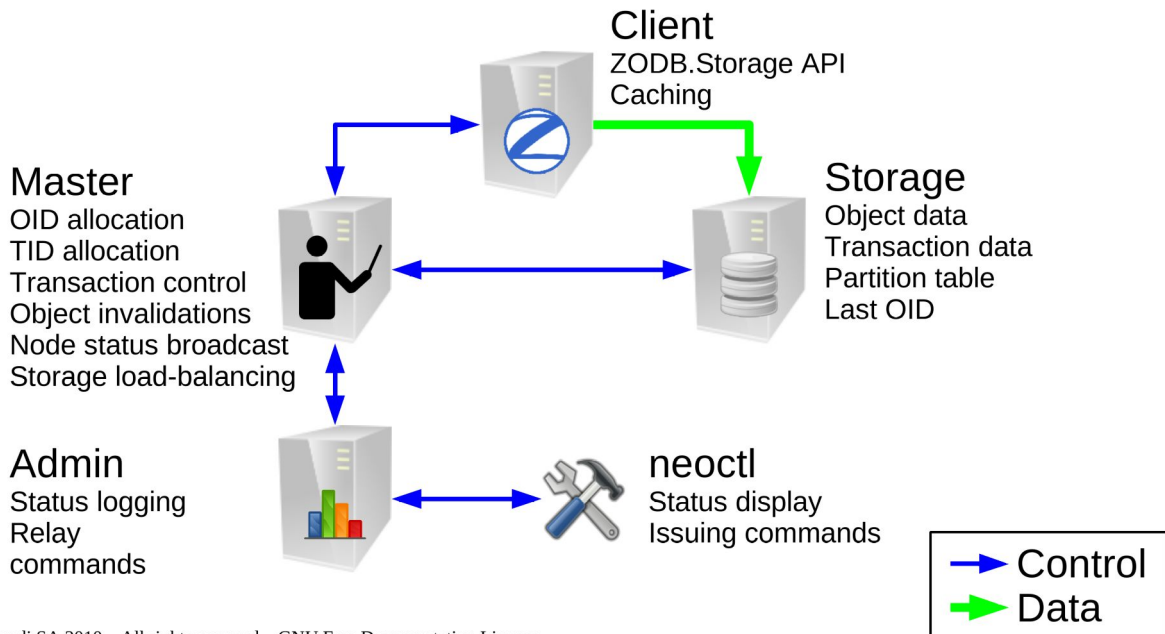 Client
ZODB.Storage API
Caching
Master
OID allocation
TID allocation
Transaction control
Object invalidations
Node status broadcast
Storage load-balancing
Storage
Object data
Transaction data
Partition table
Last OID
Admin
Status logging
Relay
commands
neoctl
Status display
Issuing commands
Control
Data